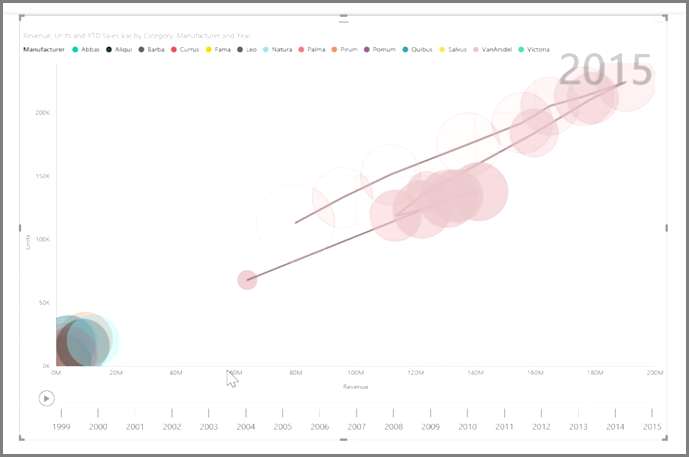 Revenue, Units and YTD Sales Var by Category, Manufacturer and Year
Manufacturer Abbas Aliqui Barba Currus Fama Leo Natura Palma Pirum Pomum Quibus Salvus VanArsdel Victoria
2015
200K
150K
100K
50K
0K
Units
0M 20M 40M 60M 80M 100M 120M 140M 160M 180M 200M
Revenue
1999 2000 2001 2002 2003 2004 2005 2006 2007 2008 2009 2010 2011 2012 2013 2014 2015